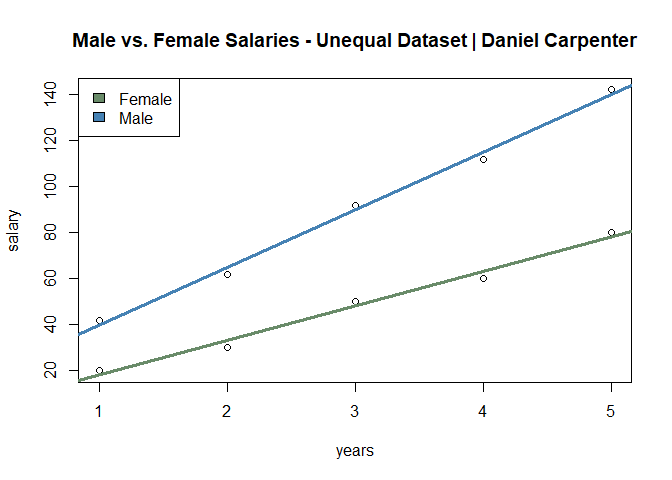 Male vs. Female Salaries - Unequal Dataset | Daniel Carpenter
Female
Male
salary
140
120
100
80
60
40
20
1 2 3 4 5
years